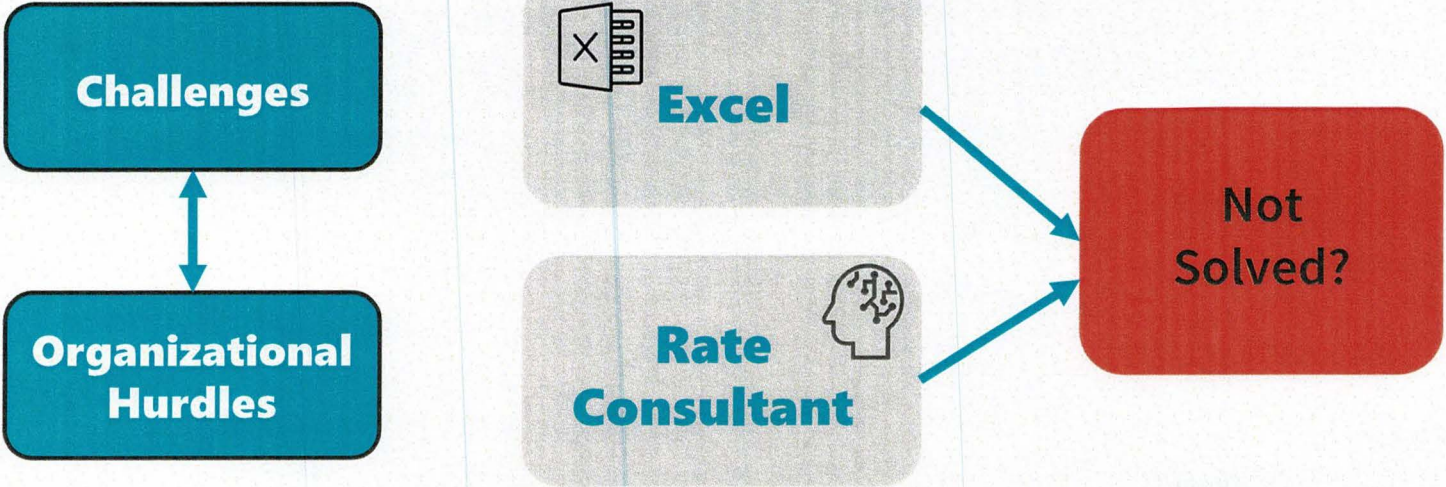 Challenges
Organizational
Hurdles
X
Excel
Rate
Consultant
Not
Solved?